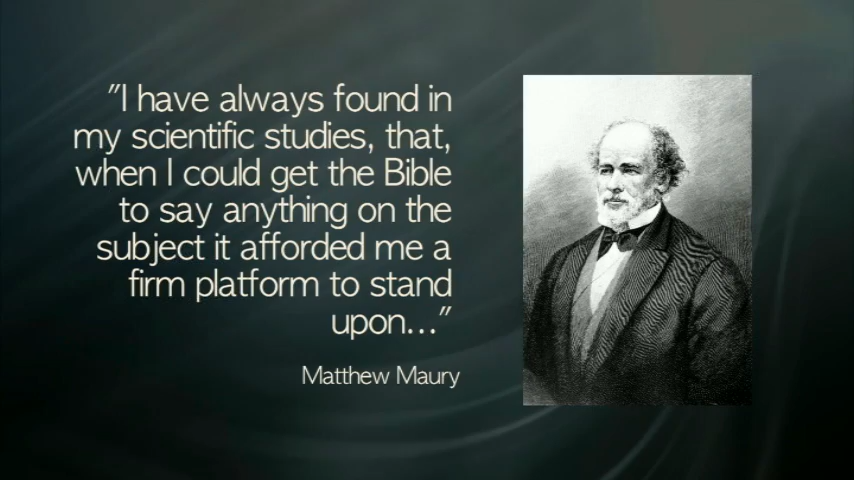 "I have always found in
my scientific studies, that,
when I could get the Bible
to say anything on the
subject it afforded me a
firm platform to stand
upon..."
Matthew Maury